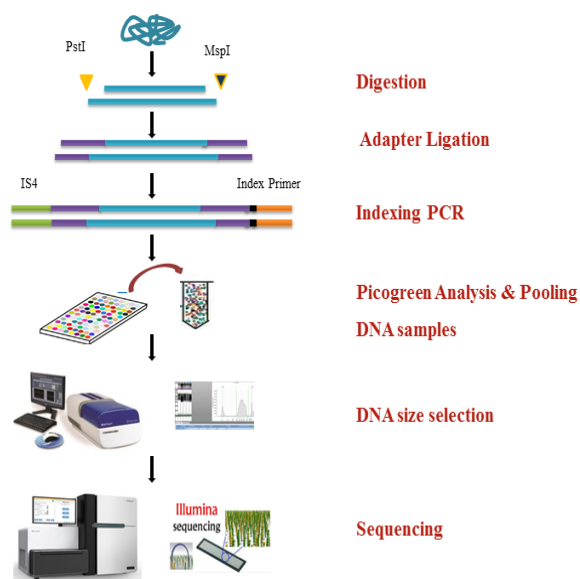 PstI
MspI
Digestion
Adapter Ligation
IS4
Index Primer
Indexing PCR
Picogreen Analysis & Pooling
DNA samples
DNA size selection
Illumina
sequencing
Sequencing